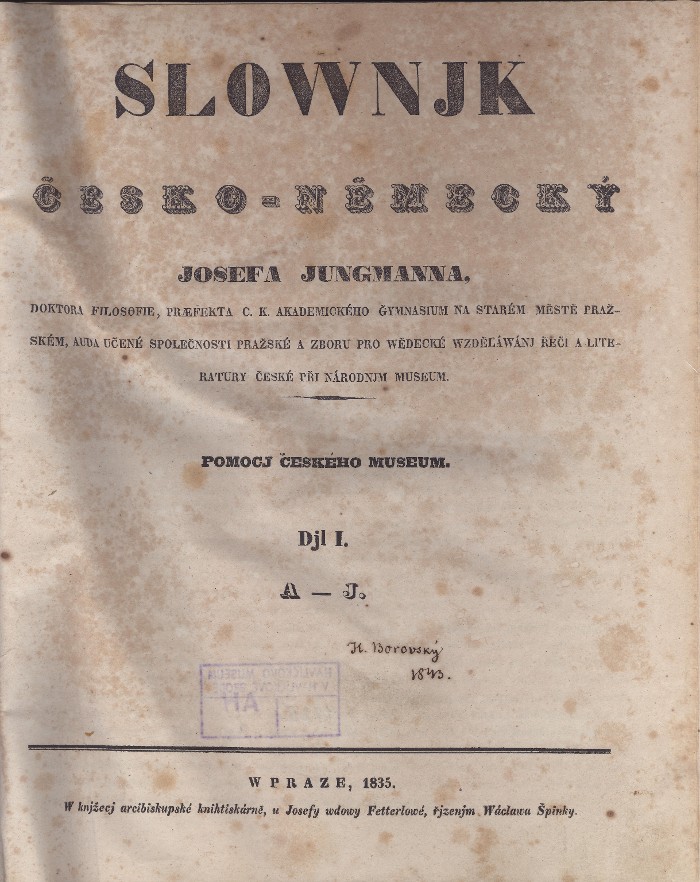 SLOWNJK
ČESKO-NĚMECKÝ
JOSEFA JUNGMANNA,
DOKTORA FILOSOFIE, PRÆFEKTA C. K. AKADEMICKÉHO GYMNASIUM NA STARÉM MĚSTĚ PRAŽ-
SKÉM, AUDA UČENÉ SPOLEČNOSTI PRAŽSKÉ A ZBORU PRO WĚDECKÉ WZDĚLÁWÁNJ ŘEČI A LITE-
RATURY ČESKÉ PŘI NÁRODNJM MUSEUM.
POMOCJ ČESKÉHO MUSEUM.
Djl I.
A — J.
H. Borovský
1843.
MUSEUM
HA
W PRAZE, 1835.
W knjžecj arcibiskupské knihtiskárně, u Josefy wdowy Fetterlowé, řjzenjm Wáclawa Špinky.